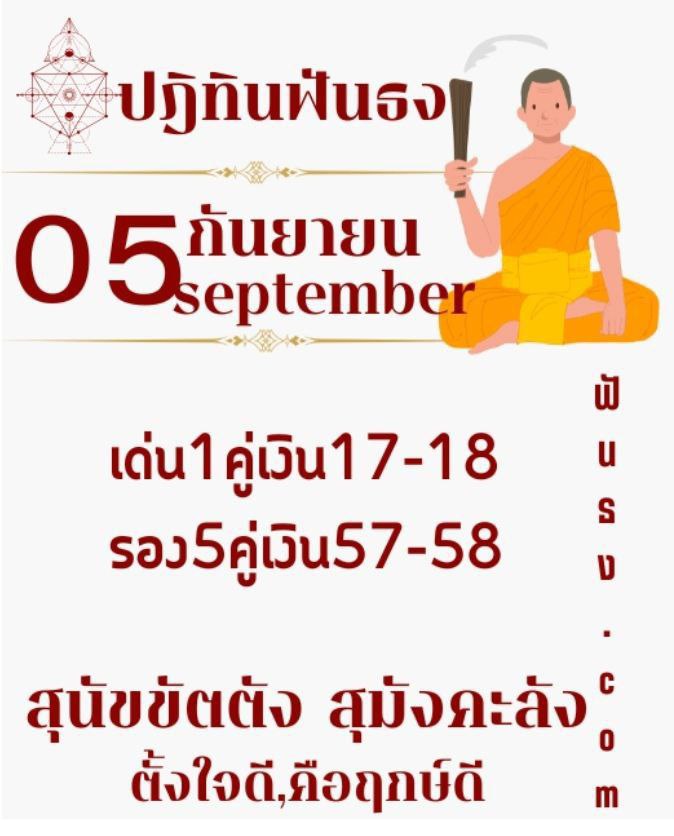 ปฏิทินฟันธง
05 กันยายน
september
เด่น1คู่เงิน17-18
รอง5คู่เงิน57-58
ฟันธง.com
สุนัขขัตตัง สุมังคะลัง
ตั้งใจดี,คือฤกษ์ดี